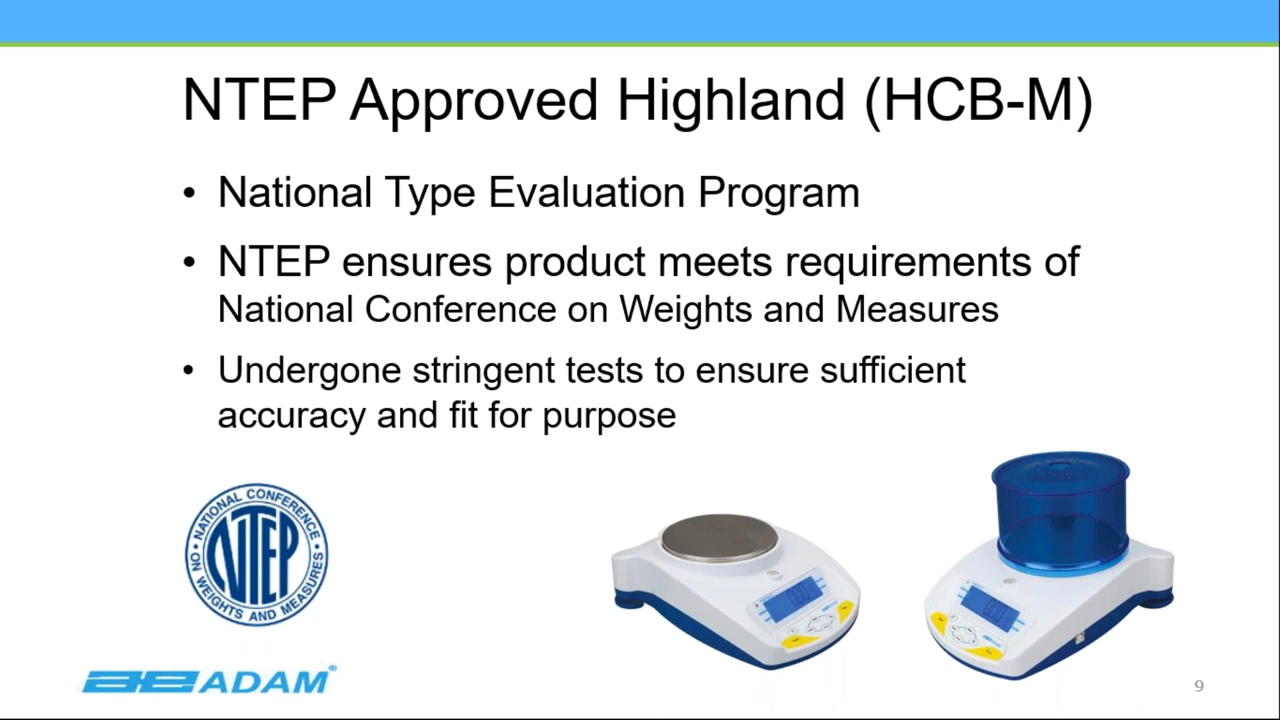 NTEP Approved Highland (HCB-M)
• National Type Evaluation Program
• NTEP ensures product meets requirements of
National Conference on Weights and Measures
• Undergone stringent tests to ensure sufficient
accuracy and fit for purpose
NATIONAL CONFERENCE
NTEP
ON WEIGHTS AND MEASURES
ADAM®
9